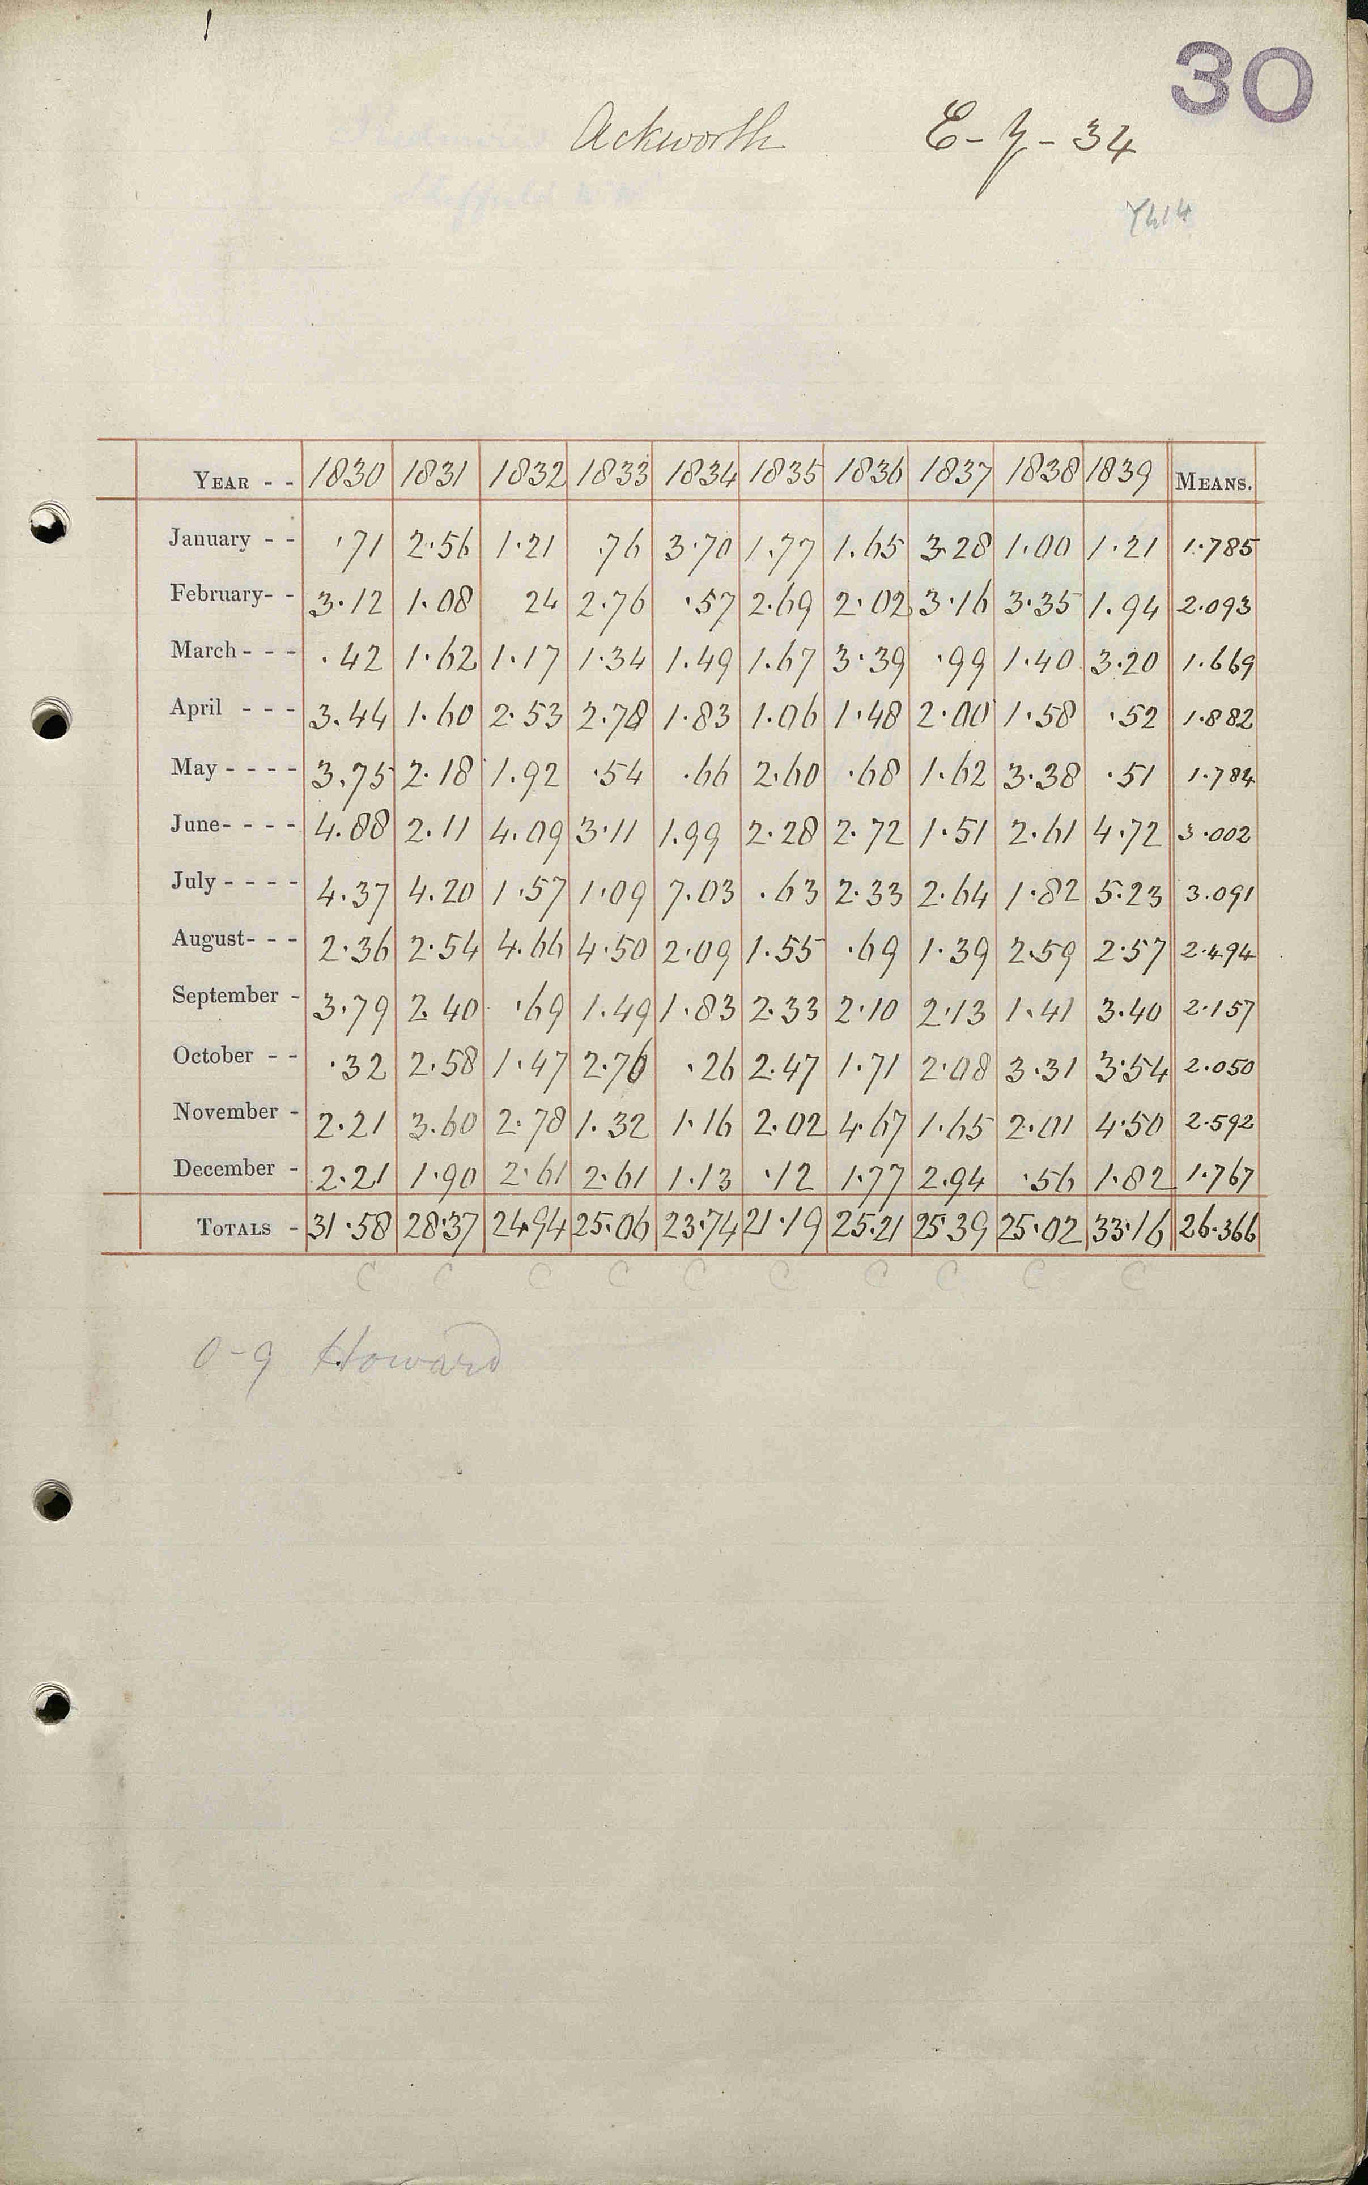 30
Ackworth E-y-34
YEAR - - 1830 1831 1832 1833 1834 1835 1836 1837 1838 1839 MEANS.
January - - ·71 2·56 1·21 ·76 3·70 1·77 1·65 3·28 1·00 1·21 1·785
February- - 3·12 1·08 24 2·76 ·57 2·69 2·02 3·16 3·35 1·94 2·093
March - - - ·42 1·62 1·17 1·34 1·49 1·67 3·39 ·99 1·40 3·20 1·669
April - - - 3·44 1·60 2·53 2·78 1·83 1·06 1·48 2·00 1·58 ·52 1·882
May - - - - 3·75 2·18 1·92 ·54 ·66 2·60 ·68 1·62 3·38 ·51 1·784
June- - - - 4·88 2·11 4·09 3·11 1·99 2·28 2·72 1·51 2·61 4·72 3·002
July - - - - 4·37 4·20 1·57 1·09 7·03 ·63 2·33 2·64 1·82 5·23 3·091
August- - - 2·36 2·54 4·66 4·50 2·09 1·55 ·69 1·39 2·59 2·57 2·494
September - 3·79 2·40 ·69 1·49 1·83 2·33 2·10 2·13 1·41 3·40 2·157
October - - ·32 2·58 1·47 2·76 ·26 2·47 1·71 2·08 3·31 3·54 2·050
November - 2·21 3·60 2·78 1·32 1·16 2·02 4·67 1·65 2·01 4·50 2·592
December - 2·21 1·90 2·61 2·61 1·13 ·12 1·77 2·94 ·56 1·82 1·767
TOTALS - 31·58 28·37 24·94 25·06 23·74 21·19 25·21 25·39 25·02 33·16 26·366
C C C C C C C C C C
0-9 Howard